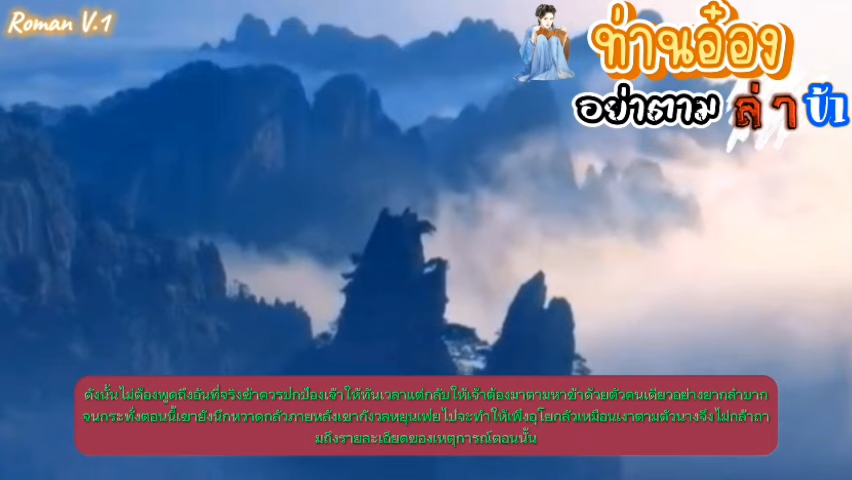 Roman V.1
ท่านอ๋อง
อย่าตาม ล่า ข้า
ดังนั้นไม่ต้องพูดถึงอันที่จริงข้าควรปกป้องเจ้าให้ทันเวลาแต่กลับให้เจ้าต้องมาตามหาข้าด้วยตัวคนเดียวอย่างยากลำบาก
จนกระทั่งตอนนี้เขายังนึกหวาดกลัวภายหลังเขากังวลหยุนเฟยไปจะทำให้เฟิ่งอุโยกลัวเหมือนเงาตามตัวนางจึงไม่กล้าถา
มถึงรายละเอียดของเหตุการณ์ตอนนั้น